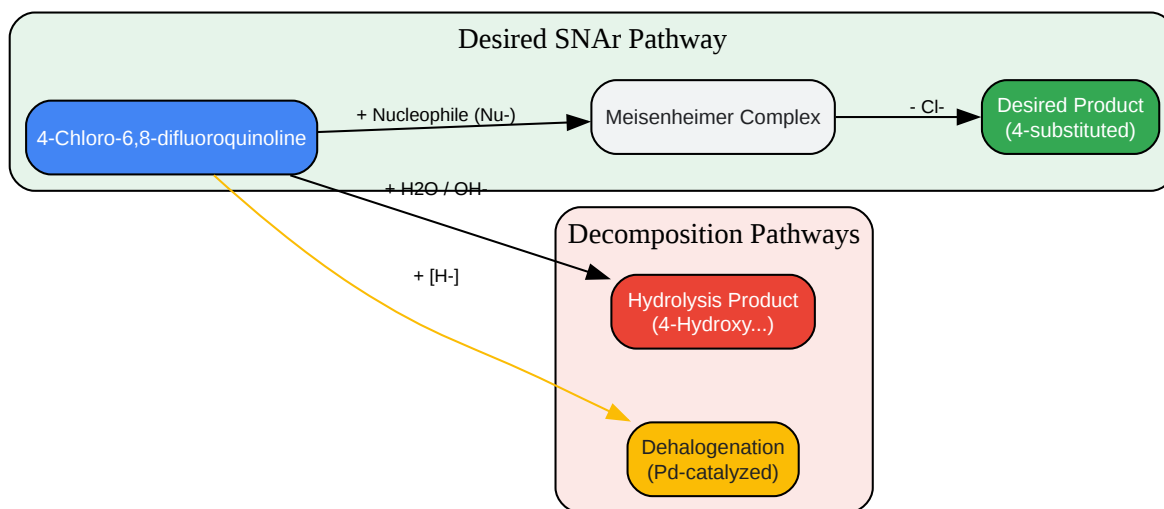 Desired SNAr Pathway
4-Chloro-6,8-difluoroquinoline
+ Nucleophile (Nu-)
Meisenheimer Complex
- Cl-
Desired Product
(4-substituted)
+ H2O / OH-
Decomposition Pathways
+ [H-]
Hydrolysis Product
(4-Hydroxy...)
Dehalogenation
(Pd-catalyzed)